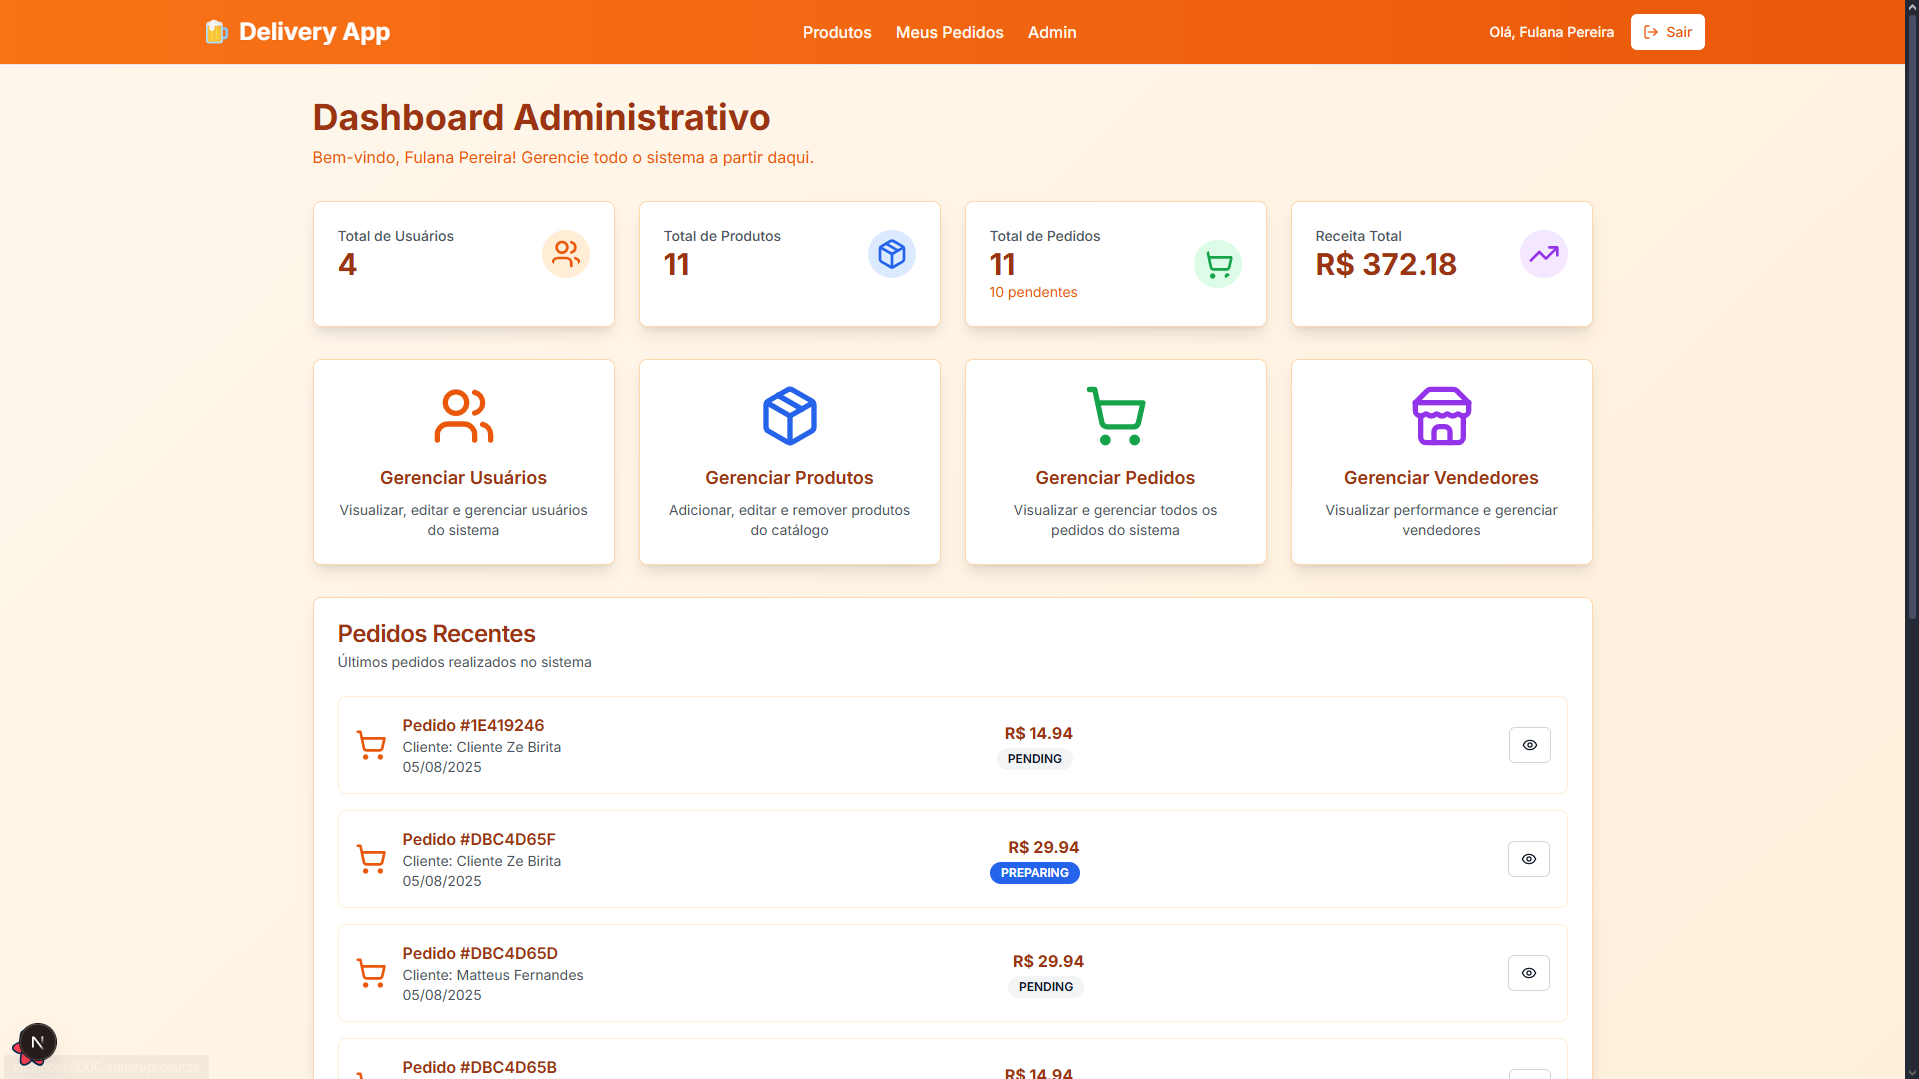 Delivery App
Produtos
Meus Pedidos
Admin
Olá, Fulana Pereira
Sair
Dashboard Administrativo
Bem-vindo, Fulana Pereira! Gerencie todo o sistema a partir daqui.
Total de Usuários
4
Total de Produtos
11
Total de Pedidos
11
10 pendentes
Receita Total
R$ 372.18
Gerenciar Usuários
Visualizar, editar e gerenciar usuários
do sistema
Gerenciar Produtos
Adicionar, editar e remover produtos
do catálogo
Gerenciar Pedidos
Visualizar e gerenciar todos os
pedidos do sistema
Gerenciar Vendedores
Visualizar performance e gerenciar
vendedores
Pedidos Recentes
Últimos pedidos realizados no sistema
Pedido #1E419246
Cliente: Cliente Ze Birita
05/08/2025
R$ 14.94
PENDING
Pedido #DBC4D65F
Cliente: Cliente Ze Birita
05/08/2025
R$ 29.94
PREPARING
Pedido #DBC4D65D
Cliente: Matteus Fernandes
05/08/2025
R$ 29.94
PENDING
Pedido #DBC4D65B
R$ 14.94
N